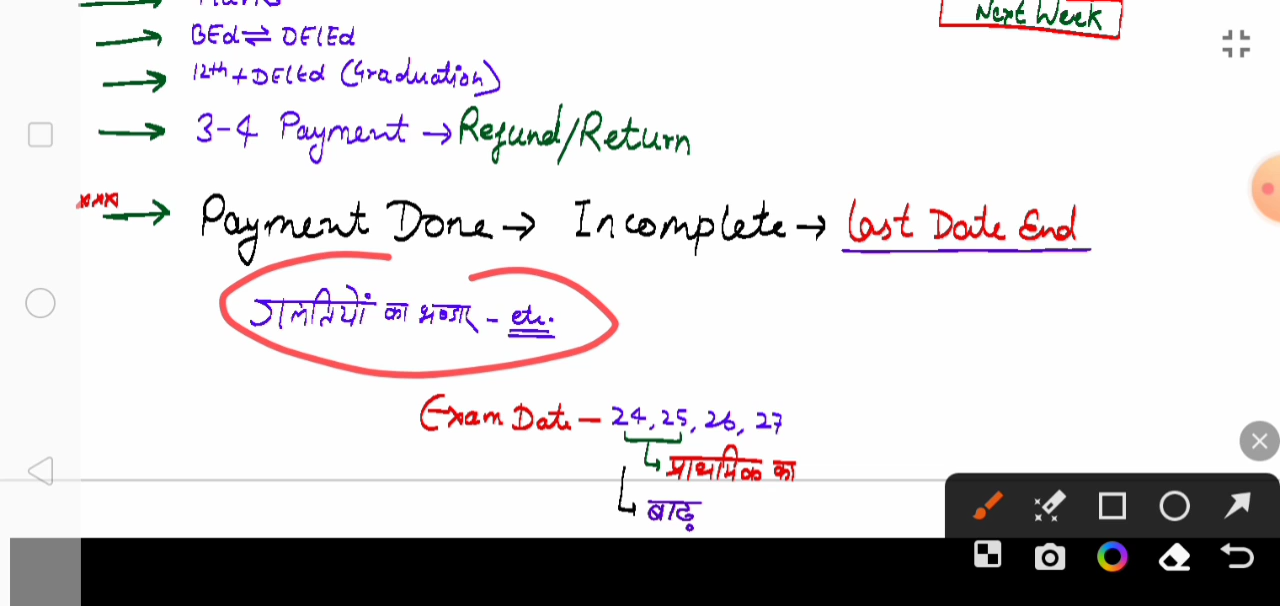 Next Week
BEd ⇌ DElEd
12th + DElEd (Graduation)
3-4 Payment → Refund/Return
Payment Done → Incomplete → Last Date End
गलतियों का भण्डार - etc.
Exam Date - 24, 25, 26, 27
प्राथमिक का
बाढ़